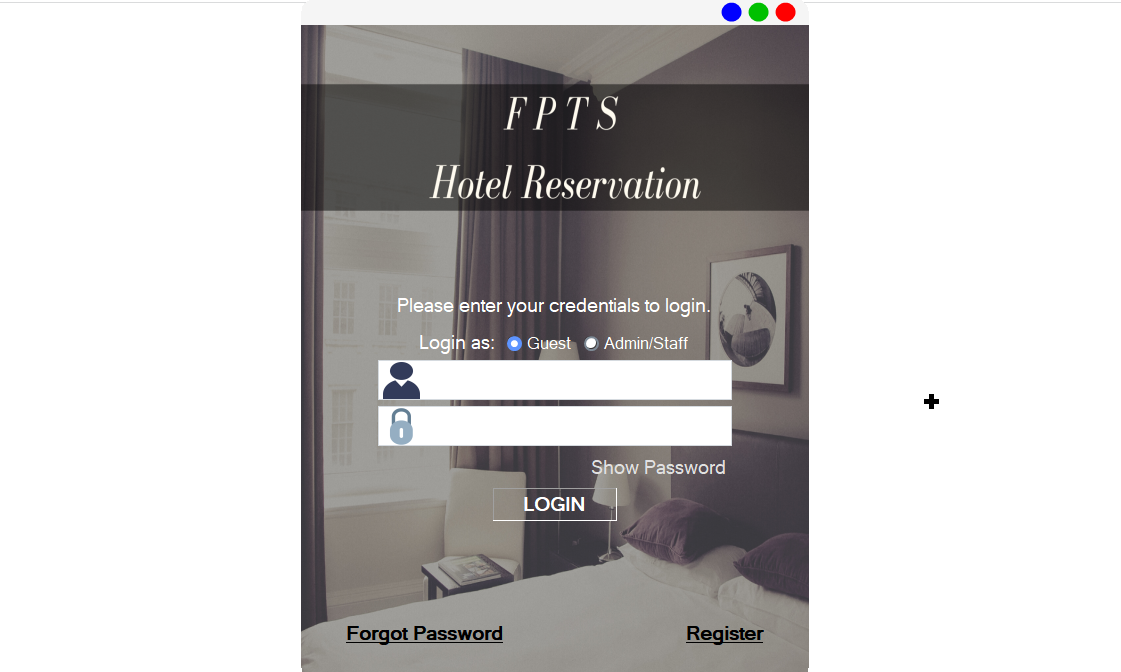 F P T S
Hotel Reservation
Please enter your credentials to login.
Login as: Guest Admin/Staff
Show Password
LOGIN
Forgot Password Register